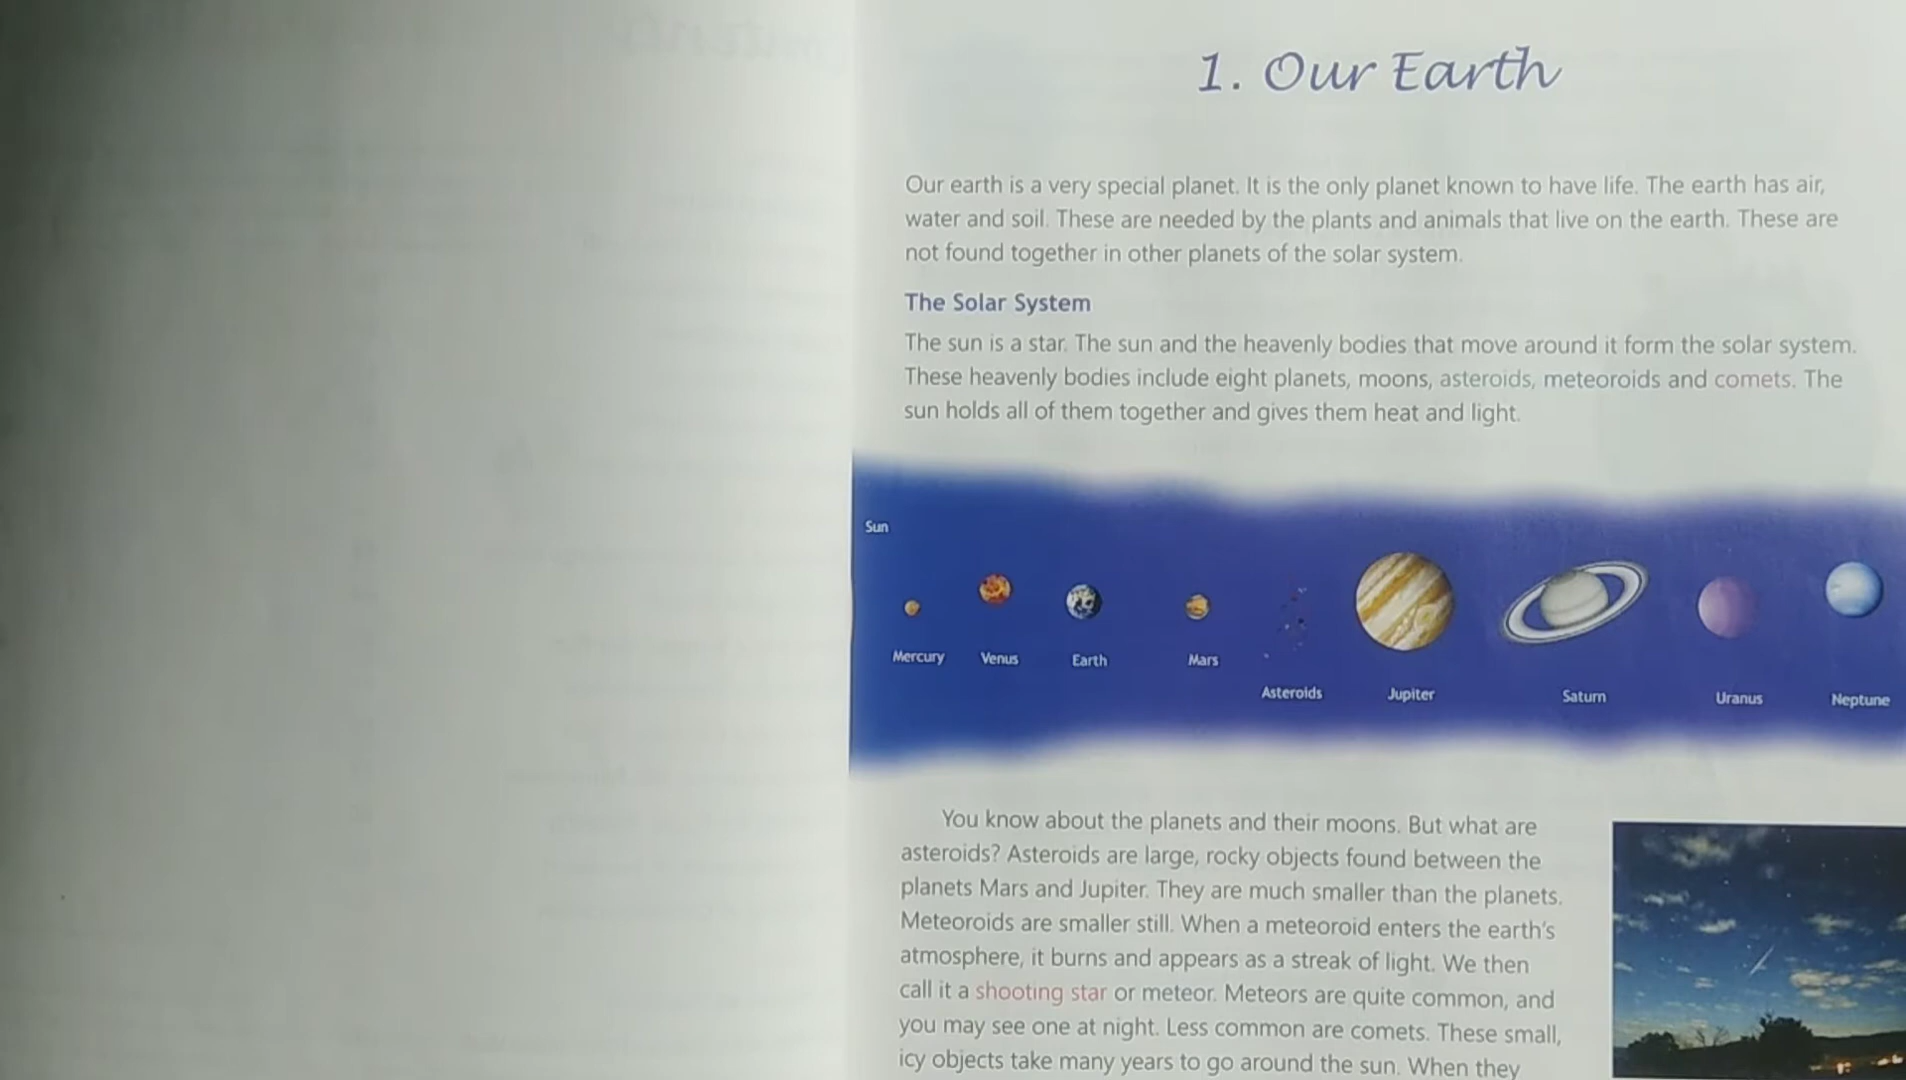 1. Our Earth
Our earth is a very special planet. It is the only planet known to have life. The earth has air,
water and soil. These are needed by the plants and animals that live on the earth. These are
not found together in other planets of the solar system.
The Solar System
The sun is a star. The sun and the heavenly bodies that move around it form the solar system.
These heavenly bodies include eight planets, moons, asteroids, meteoroids and comets. The
sun holds all of them together and gives them heat and light.
Sun
Mercury
Venus
Earth
Mars
Asteroids
Jupiter
Saturn
Uranus
Neptune
You know about the planets and their moons. But what are
asteroids? Asteroids are large, rocky objects found between the
planets Mars and Jupiter. They are much smaller than the planets.
Meteoroids are smaller still. When a meteoroid enters the earth's
atmosphere, it burns and appears as a streak of light. We then
call it a shooting star or meteor. Meteors are quite common, and
you may see one at night. Less common are comets. These small,
icy objects take many years to go around the sun. When they